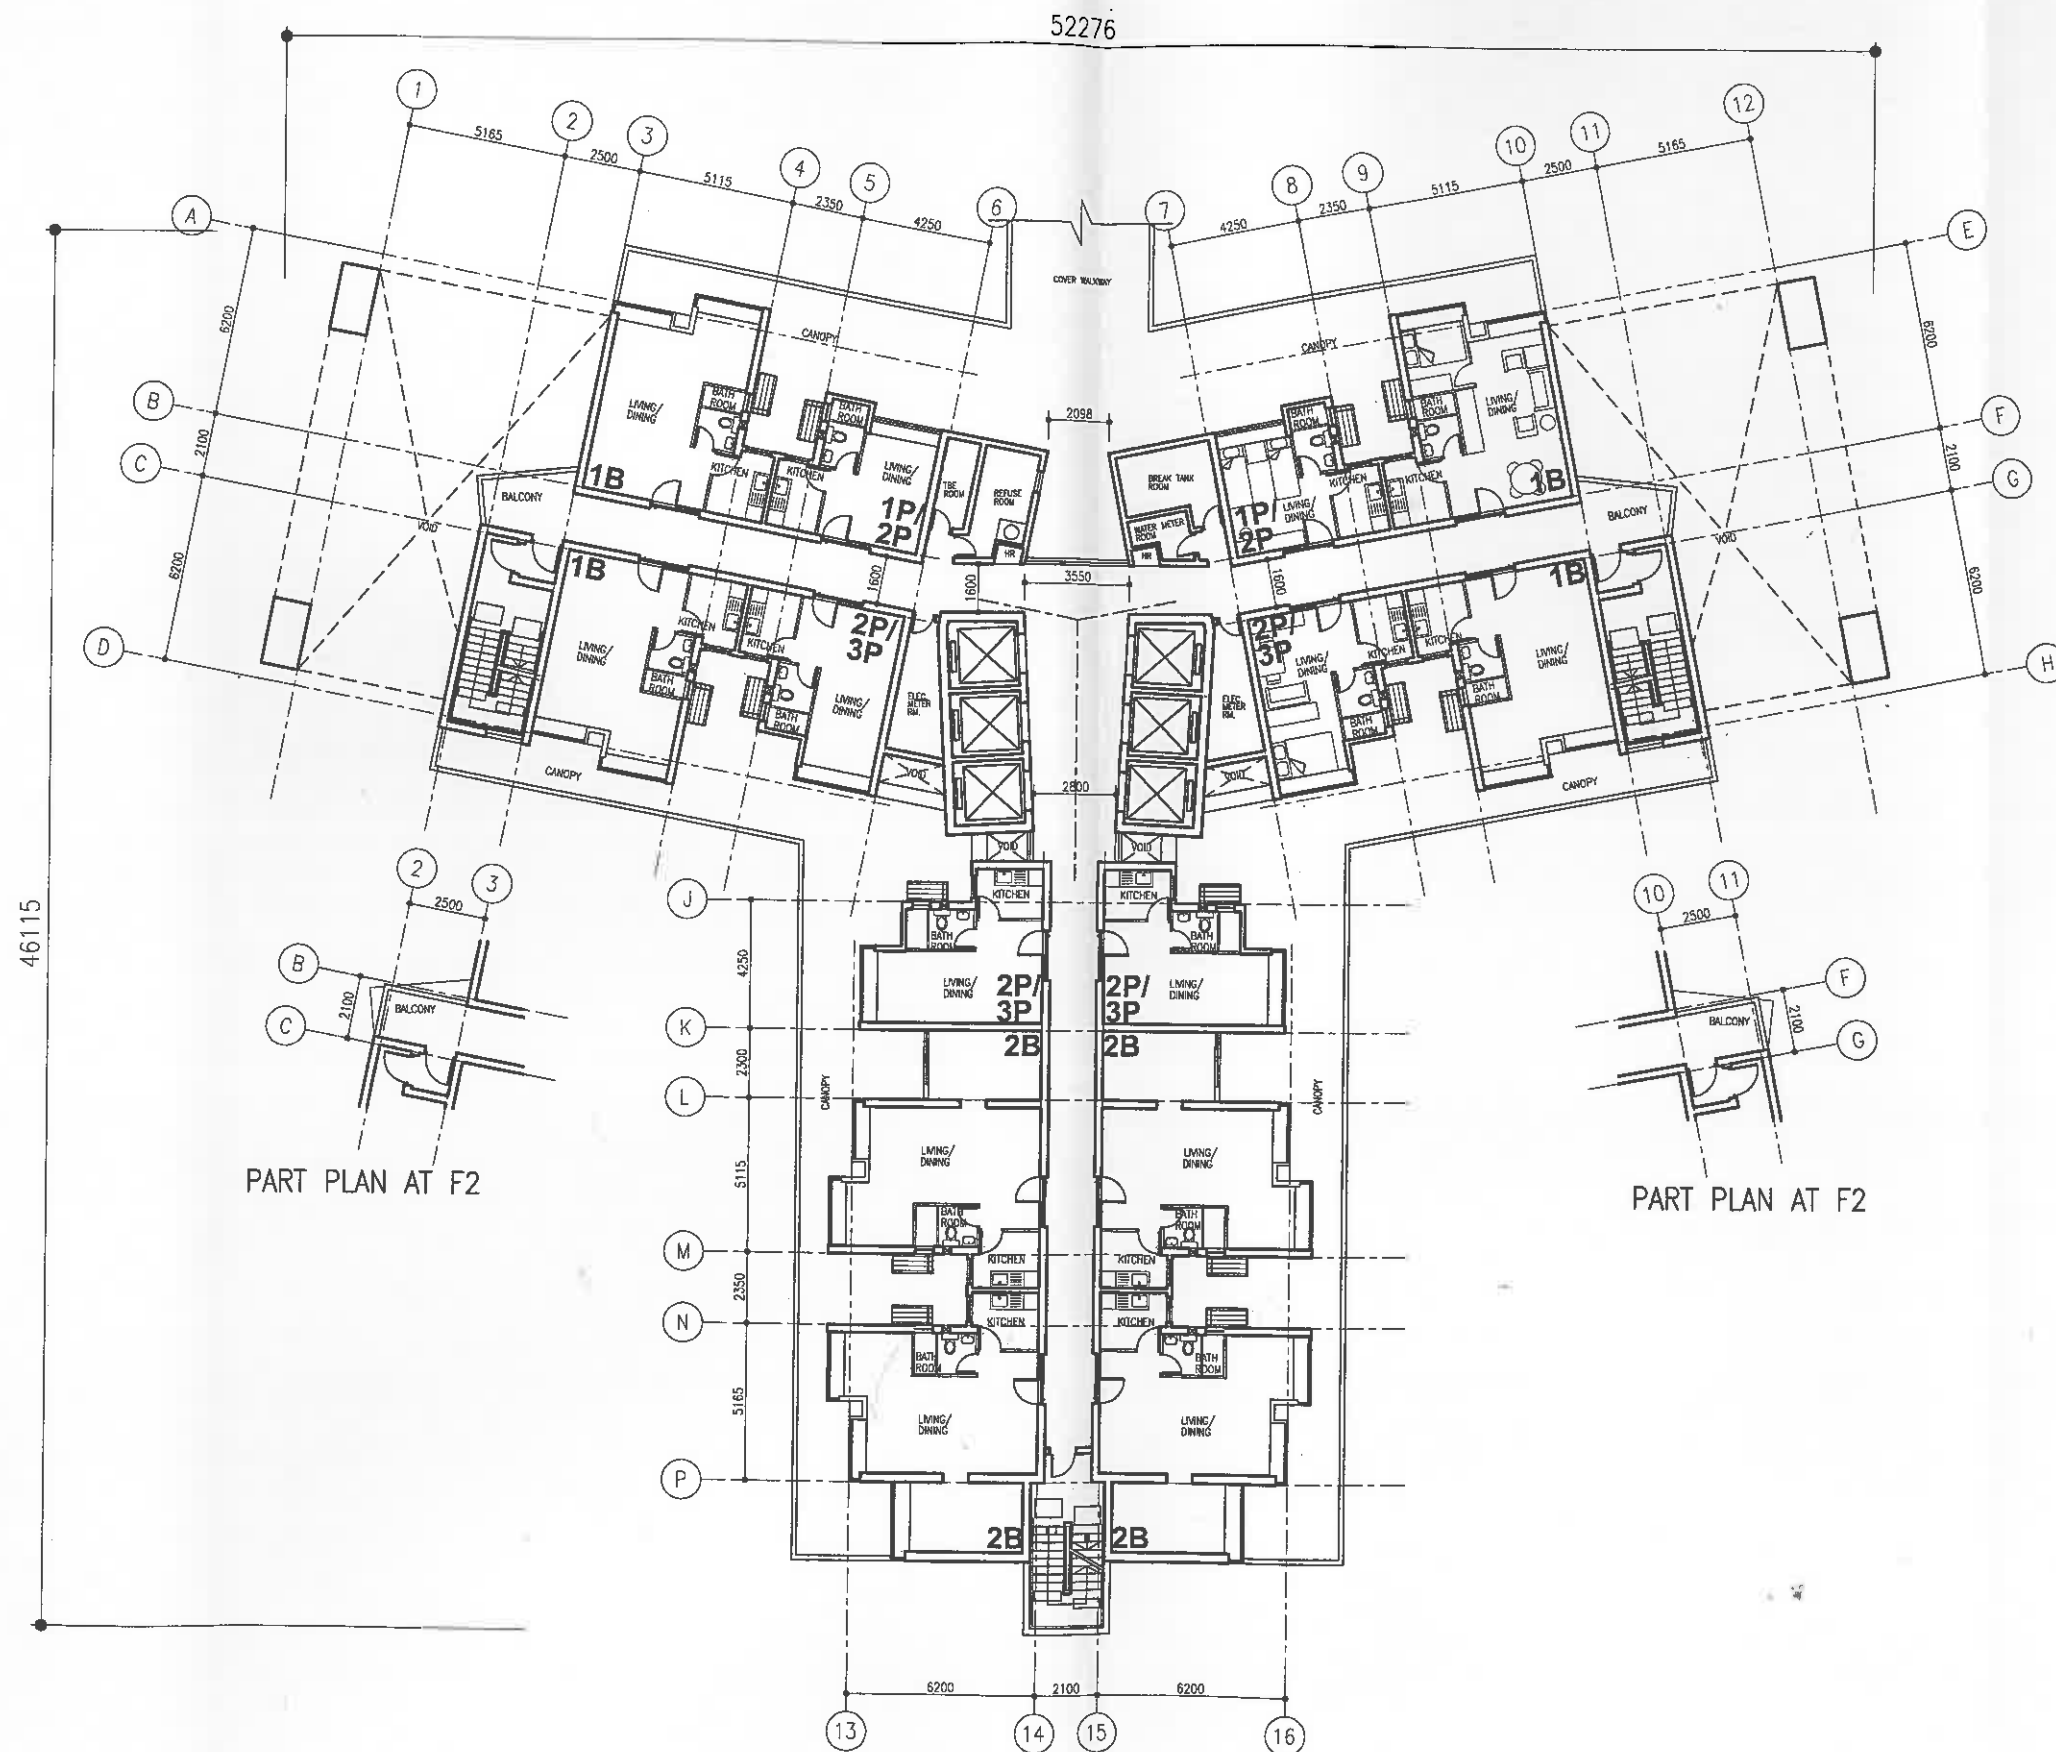 52276
1
2
3
4
5
6
7
8
9
10
11
12
5165
2500
5115
2350
4250
4250
2350
5115
2500
5165
A
B
C
D
E
F
G
H
6200
2100
6200
6200
2100
6200
46115
COVER WALKWAY
CANOPY
CANOPY
2098
LIVING/
DINING
BATH
ROOM
BATH
ROOM
LIVING/
DINING
KITCHEN
KITCHEN
1B
1P/
2P
TBE
ROOM
REFUSE
ROOM
HR
BREAK TANK
ROOM
WATER METER
ROOM
HR
1P/
2P
LIVING/
DINING
BATH
ROOM
BATH
ROOM
LIVING/
DINING
KITCHEN
KITCHEN
1B
BALCONY
VOID
BALCONY
VOID
1600
1600
3550
1600
1B
LIVING/
DINING
KITCHEN
KITCHEN
BATH
ROOM
BATH
ROOM
2P/
3P
LIVING/
DINING
ELEC.
METER
RM.
VOID
CANOPY
2800
ELEC.
METER
RM.
VOID
2P/
3P
LIVING/
DINING
KITCHEN
KITCHEN
BATH
ROOM
BATH
ROOM
1B
LIVING/
DINING
CANOPY
VOID
VOID
2
3
2500
B
C
2100
BALCONY
PART PLAN AT F2
10
11
2500
F
G
2100
BALCONY
PART PLAN AT F2
J
K
L
M
N
P
4250
2300
5115
2350
5165
KITCHEN
KITCHEN
BATH
ROOM
BATH
ROOM
LIVING/
DINING
2P/
3P
2P/
3P
LIVING/
DINING
2B
2B
CANOPY
CANOPY
LIVING/
DINING
LIVING/
DINING
BATH
ROOM
BATH
ROOM
KITCHEN
KITCHEN
KITCHEN
KITCHEN
BATH
ROOM
BATH
ROOM
LIVING/
DINING
LIVING/
DINING
2B
2B
6200
2100
6200
13
14
15
16